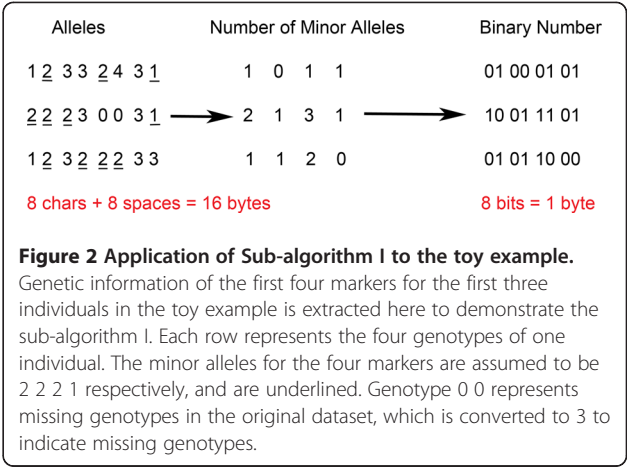 Alleles Number of Minor Alleles Binary Number
1 2 3 3 2 4 3 1 1 0 1 1 01 00 01 01
2 2 2 3 0 0 3 1 2 1 3 1 10 01 11 01
1 2 3 2 2 2 3 3 1 1 2 0 01 01 10 00
8 chars + 8 spaces = 16 bytes 8 bits = 1 byte
Figure 2 Application of Sub-algorithm I to the toy example.
Genetic information of the first four markers for the first three
individuals in the toy example is extracted here to demonstrate the
sub-algorithm I. Each row represents the four genotypes of one
individual. The minor alleles for the four markers are assumed to be
2 2 2 1 respectively, and are underlined. Genotype 0 0 represents
missing genotypes in the original dataset, which is converted to 3 to
indicate missing genotypes.